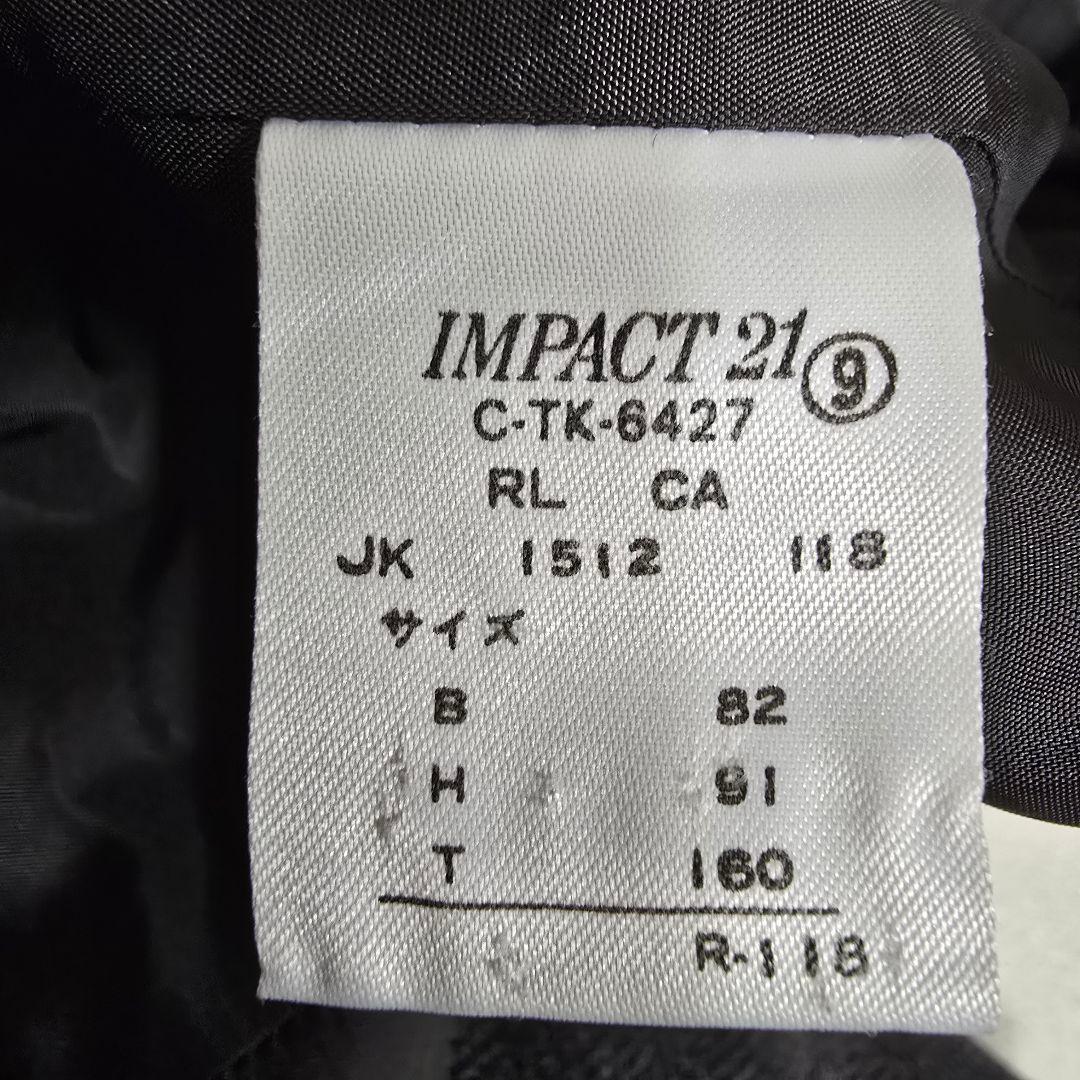 IMPACT 21 ⑨
C-TK-6427
RL CA
JK 1512 118
サイズ
B 82
H 91
T 160
R-118